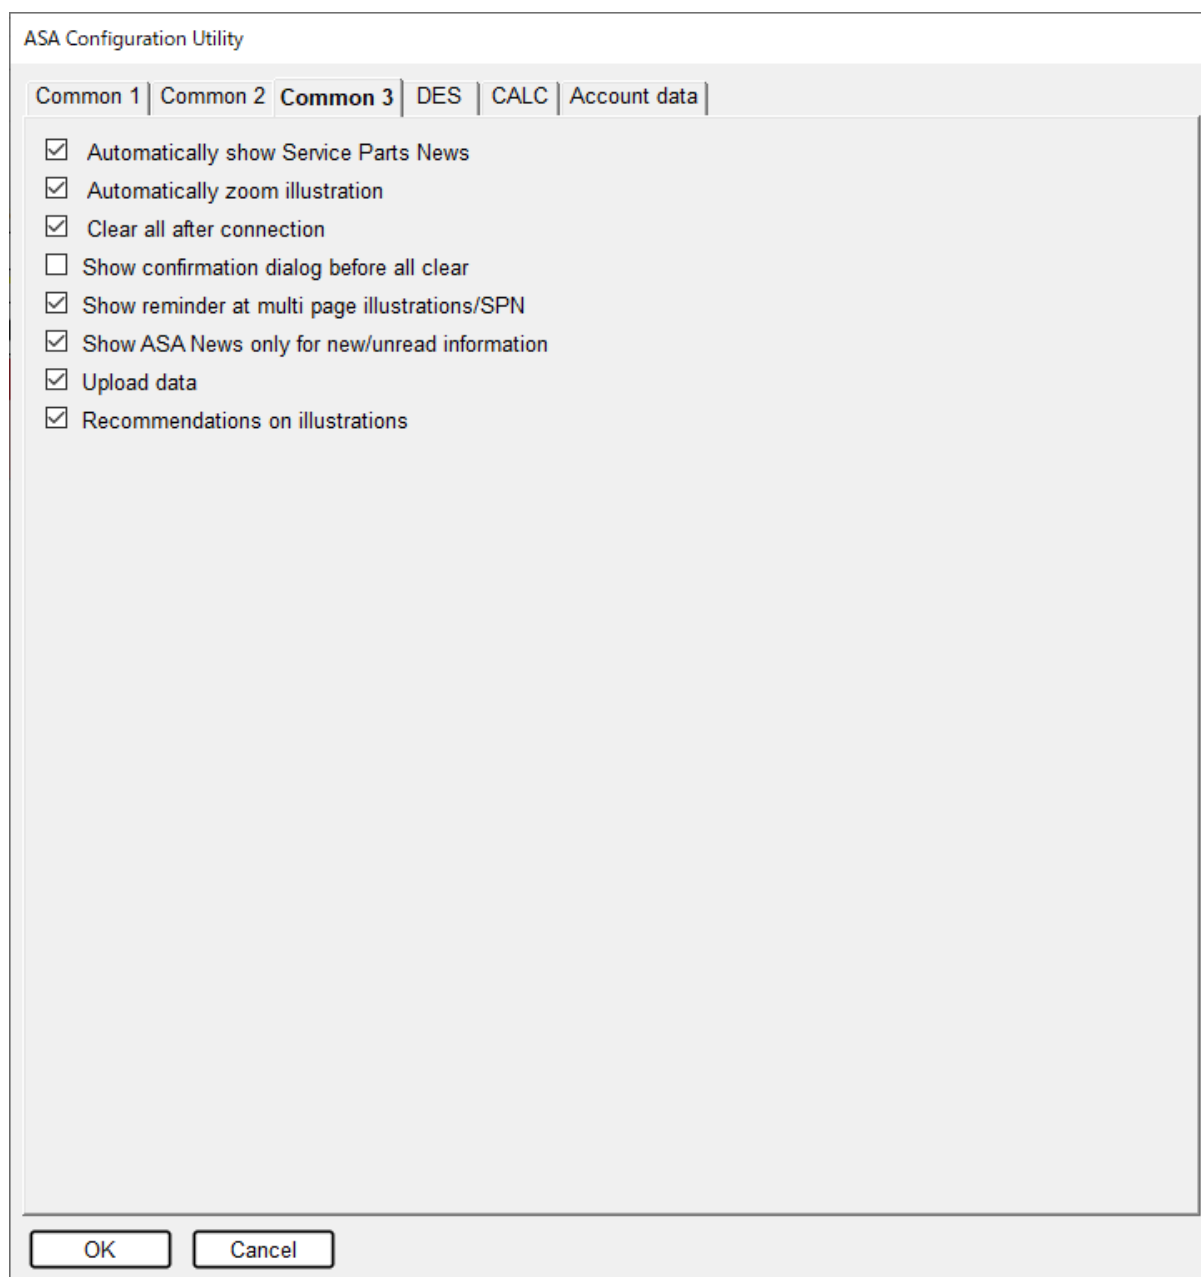 ASA Configuration Utility
Common 1 Common 2 Common 3 DES CALC Account data
Automatically show Service Parts News
Automatically zoom illustration
Clear all after connection
Show confirmation dialog before all clear
Show reminder at multi page illustrations/SPN
Show ASA News only for new/unread information
Upload data
Recommendations on illustrations
OK Cancel